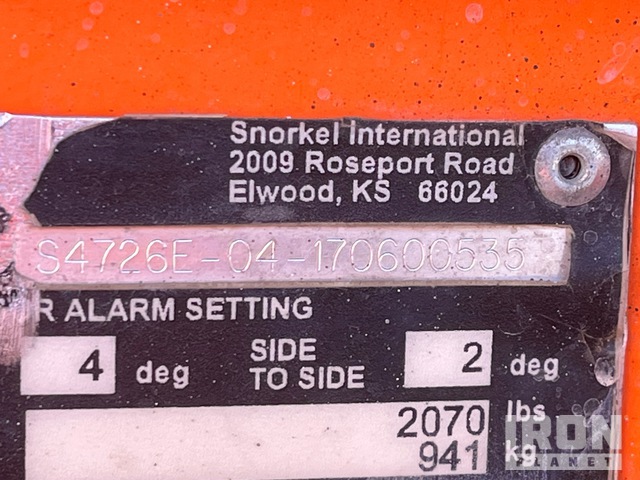 Snorkel International
2009 Roseport Road
Elwood, KS 66024
S4726E-04-170600535
R ALARM SETTING
4 deg SIDE TO SIDE 2 deg
2070 lbs
941 kg
IRON
PLANET